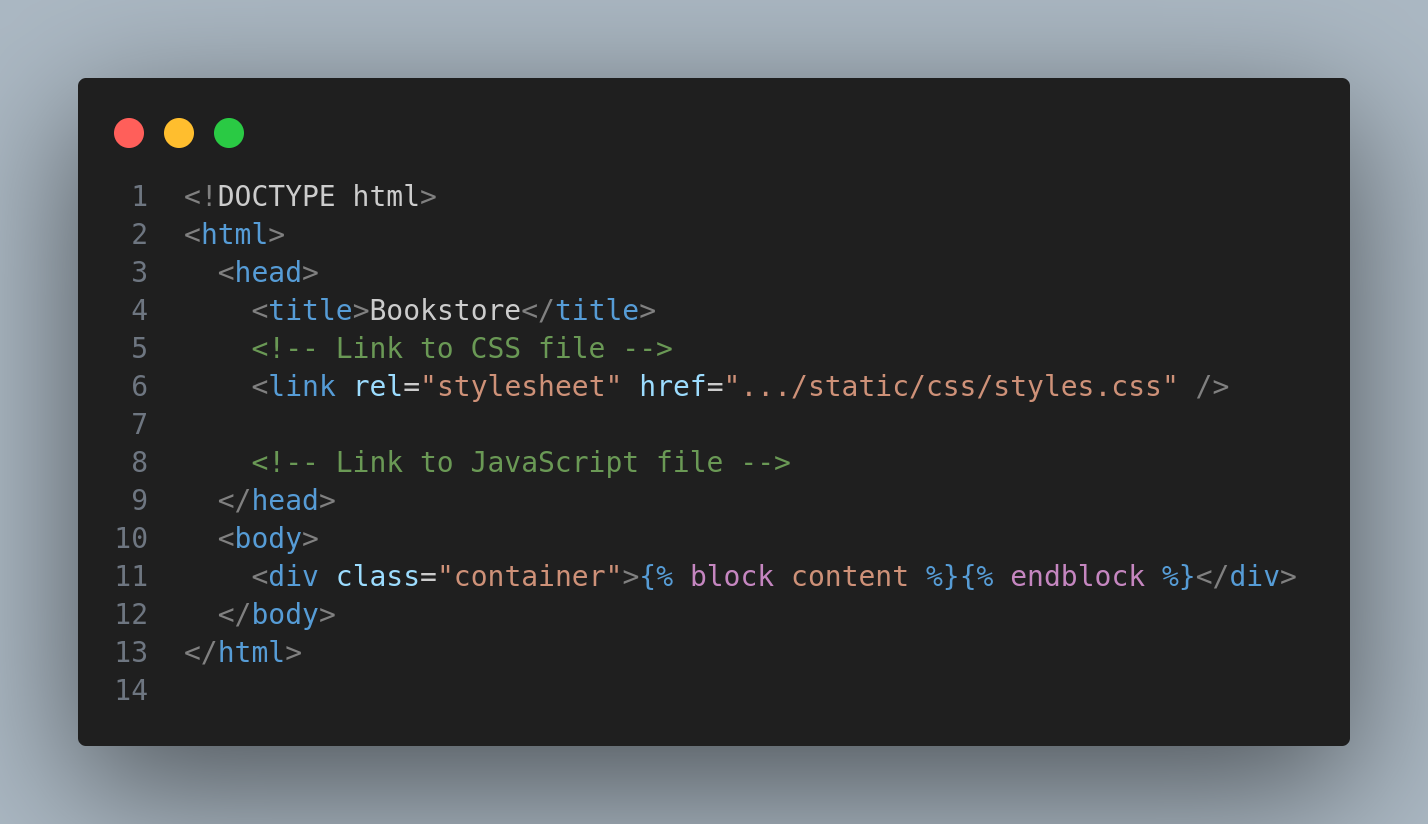 1 <!DOCTYPE html>
2 <html>
3   <head>
4     <title>Bookstore</title>
5     <!-- Link to CSS file -->
6     <link rel="stylesheet" href=".../static/css/styles.css" />
7
8     <!-- Link to JavaScript file -->
9   </head>
10   <body>
11     <div class="container">{% block content %}{% endblock %}</div>
12   </body>
13 </html>
14